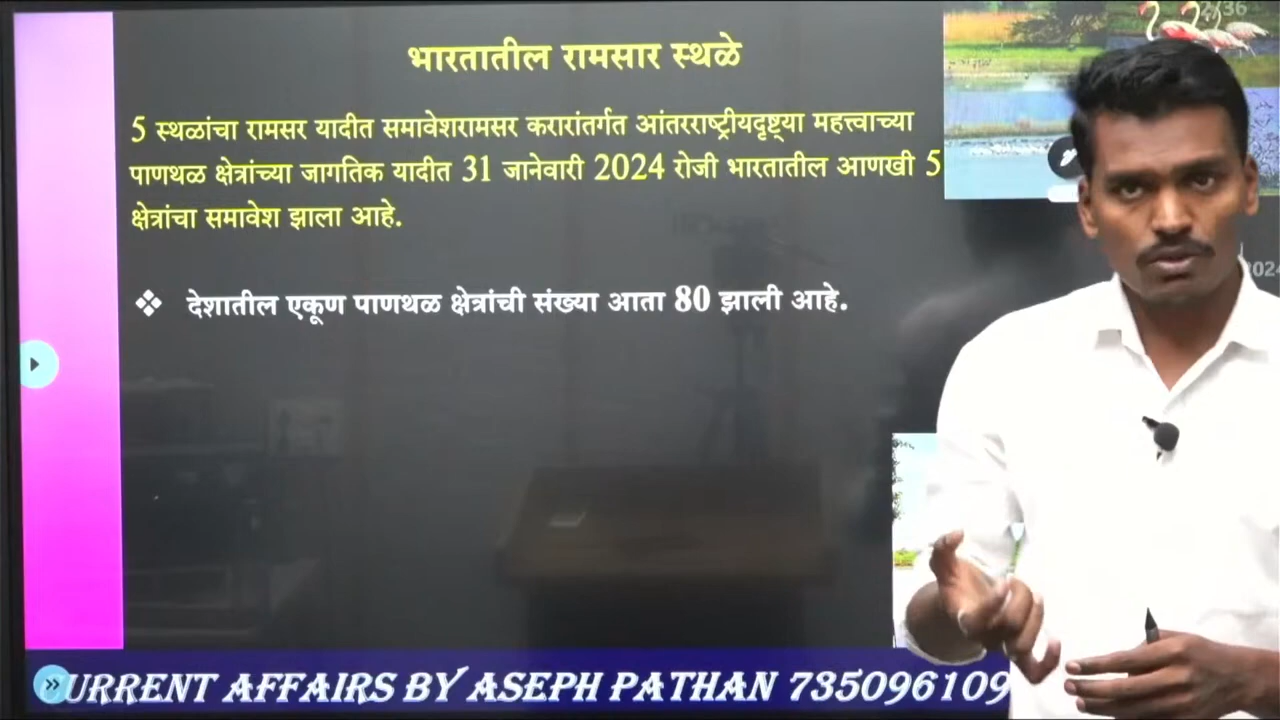 भारतातील रामसार स्थळे
5 स्थळांचा रामसर यादीत समावेशरामसर करारांतर्गत आंतरराष्ट्रीयदृष्ट्या महत्त्वाच्या
पाणथळ क्षेत्रांच्या जागतिक यादीत 31 जानेवारी 2024 रोजी भारतातील आणखी 5
क्षेत्रांचा समावेश झाला आहे.
❖ देशातील एकूण पाणथळ क्षेत्रांची संख्या आता 80 झाली आहे.
URRENT AFFAIRS BY ASEPH PATHAN 735096109